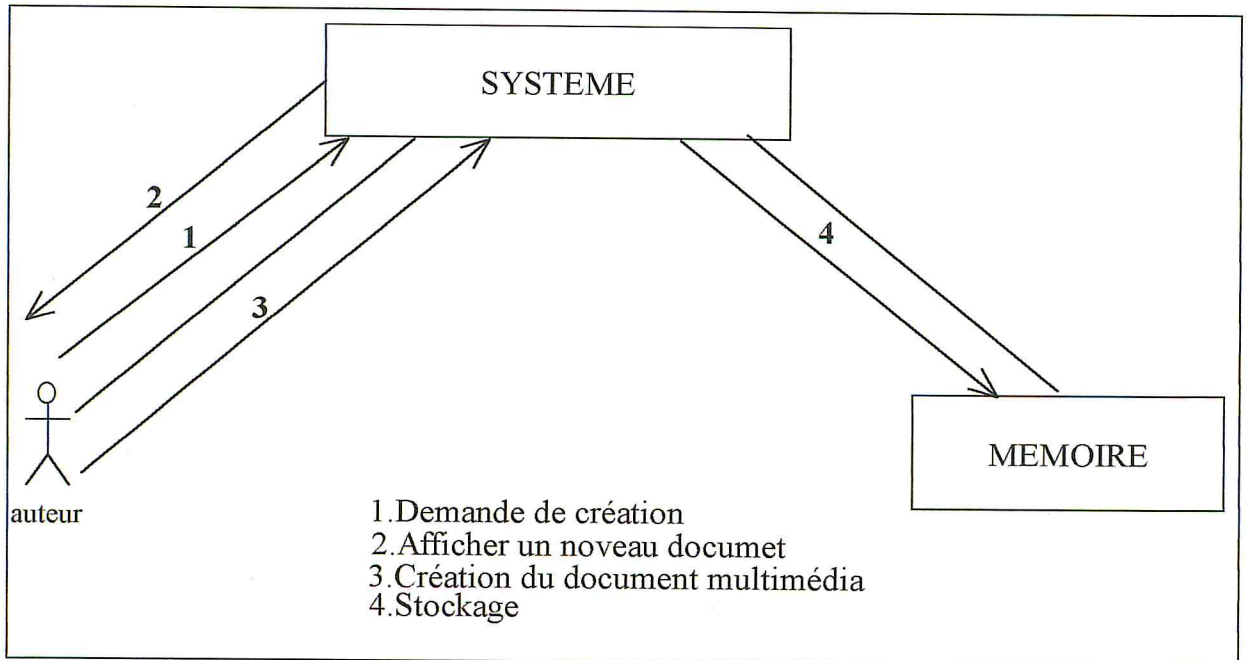 SYSTEME
2
1
4
3
MEMOIRE
auteur
1.Demande de création
2.Afficher un noveau documet
3.Création du document multimédia
4.Stockage